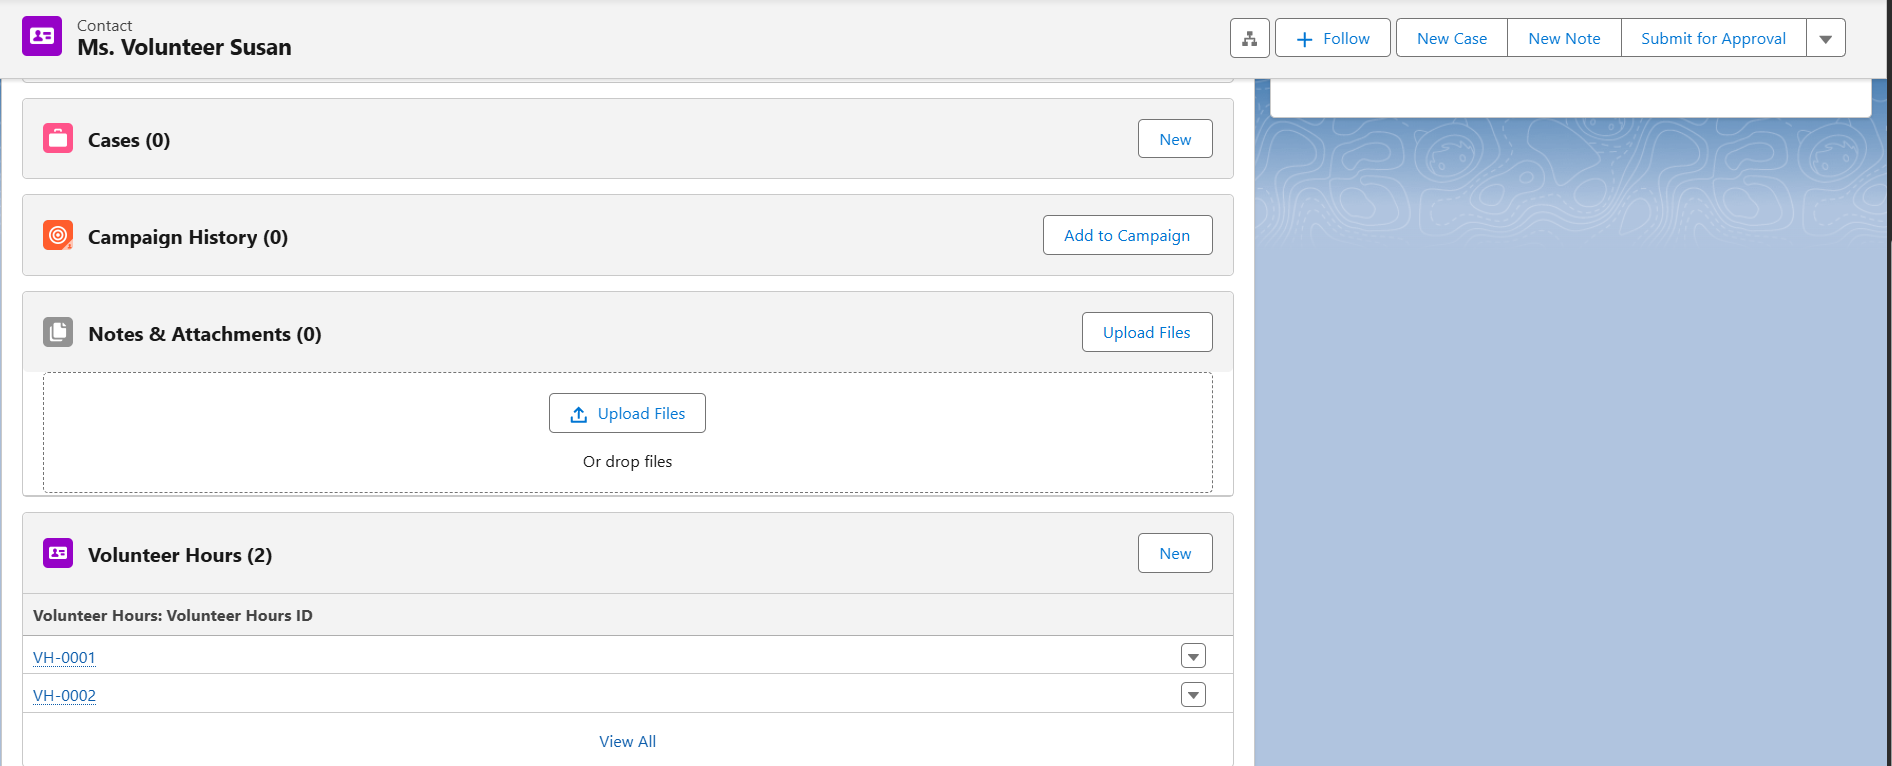 Contact
Ms. Volunteer Susan
Follow
New Case
New Note
Submit for Approval
Cases (0)
New
Campaign History (0)
Add to Campaign
Notes & Attachments (0)
Upload Files
Upload Files
Or drop files
Volunteer Hours (2)
New
Volunteer Hours: Volunteer Hours ID
VH-0001
VH-0002
View All